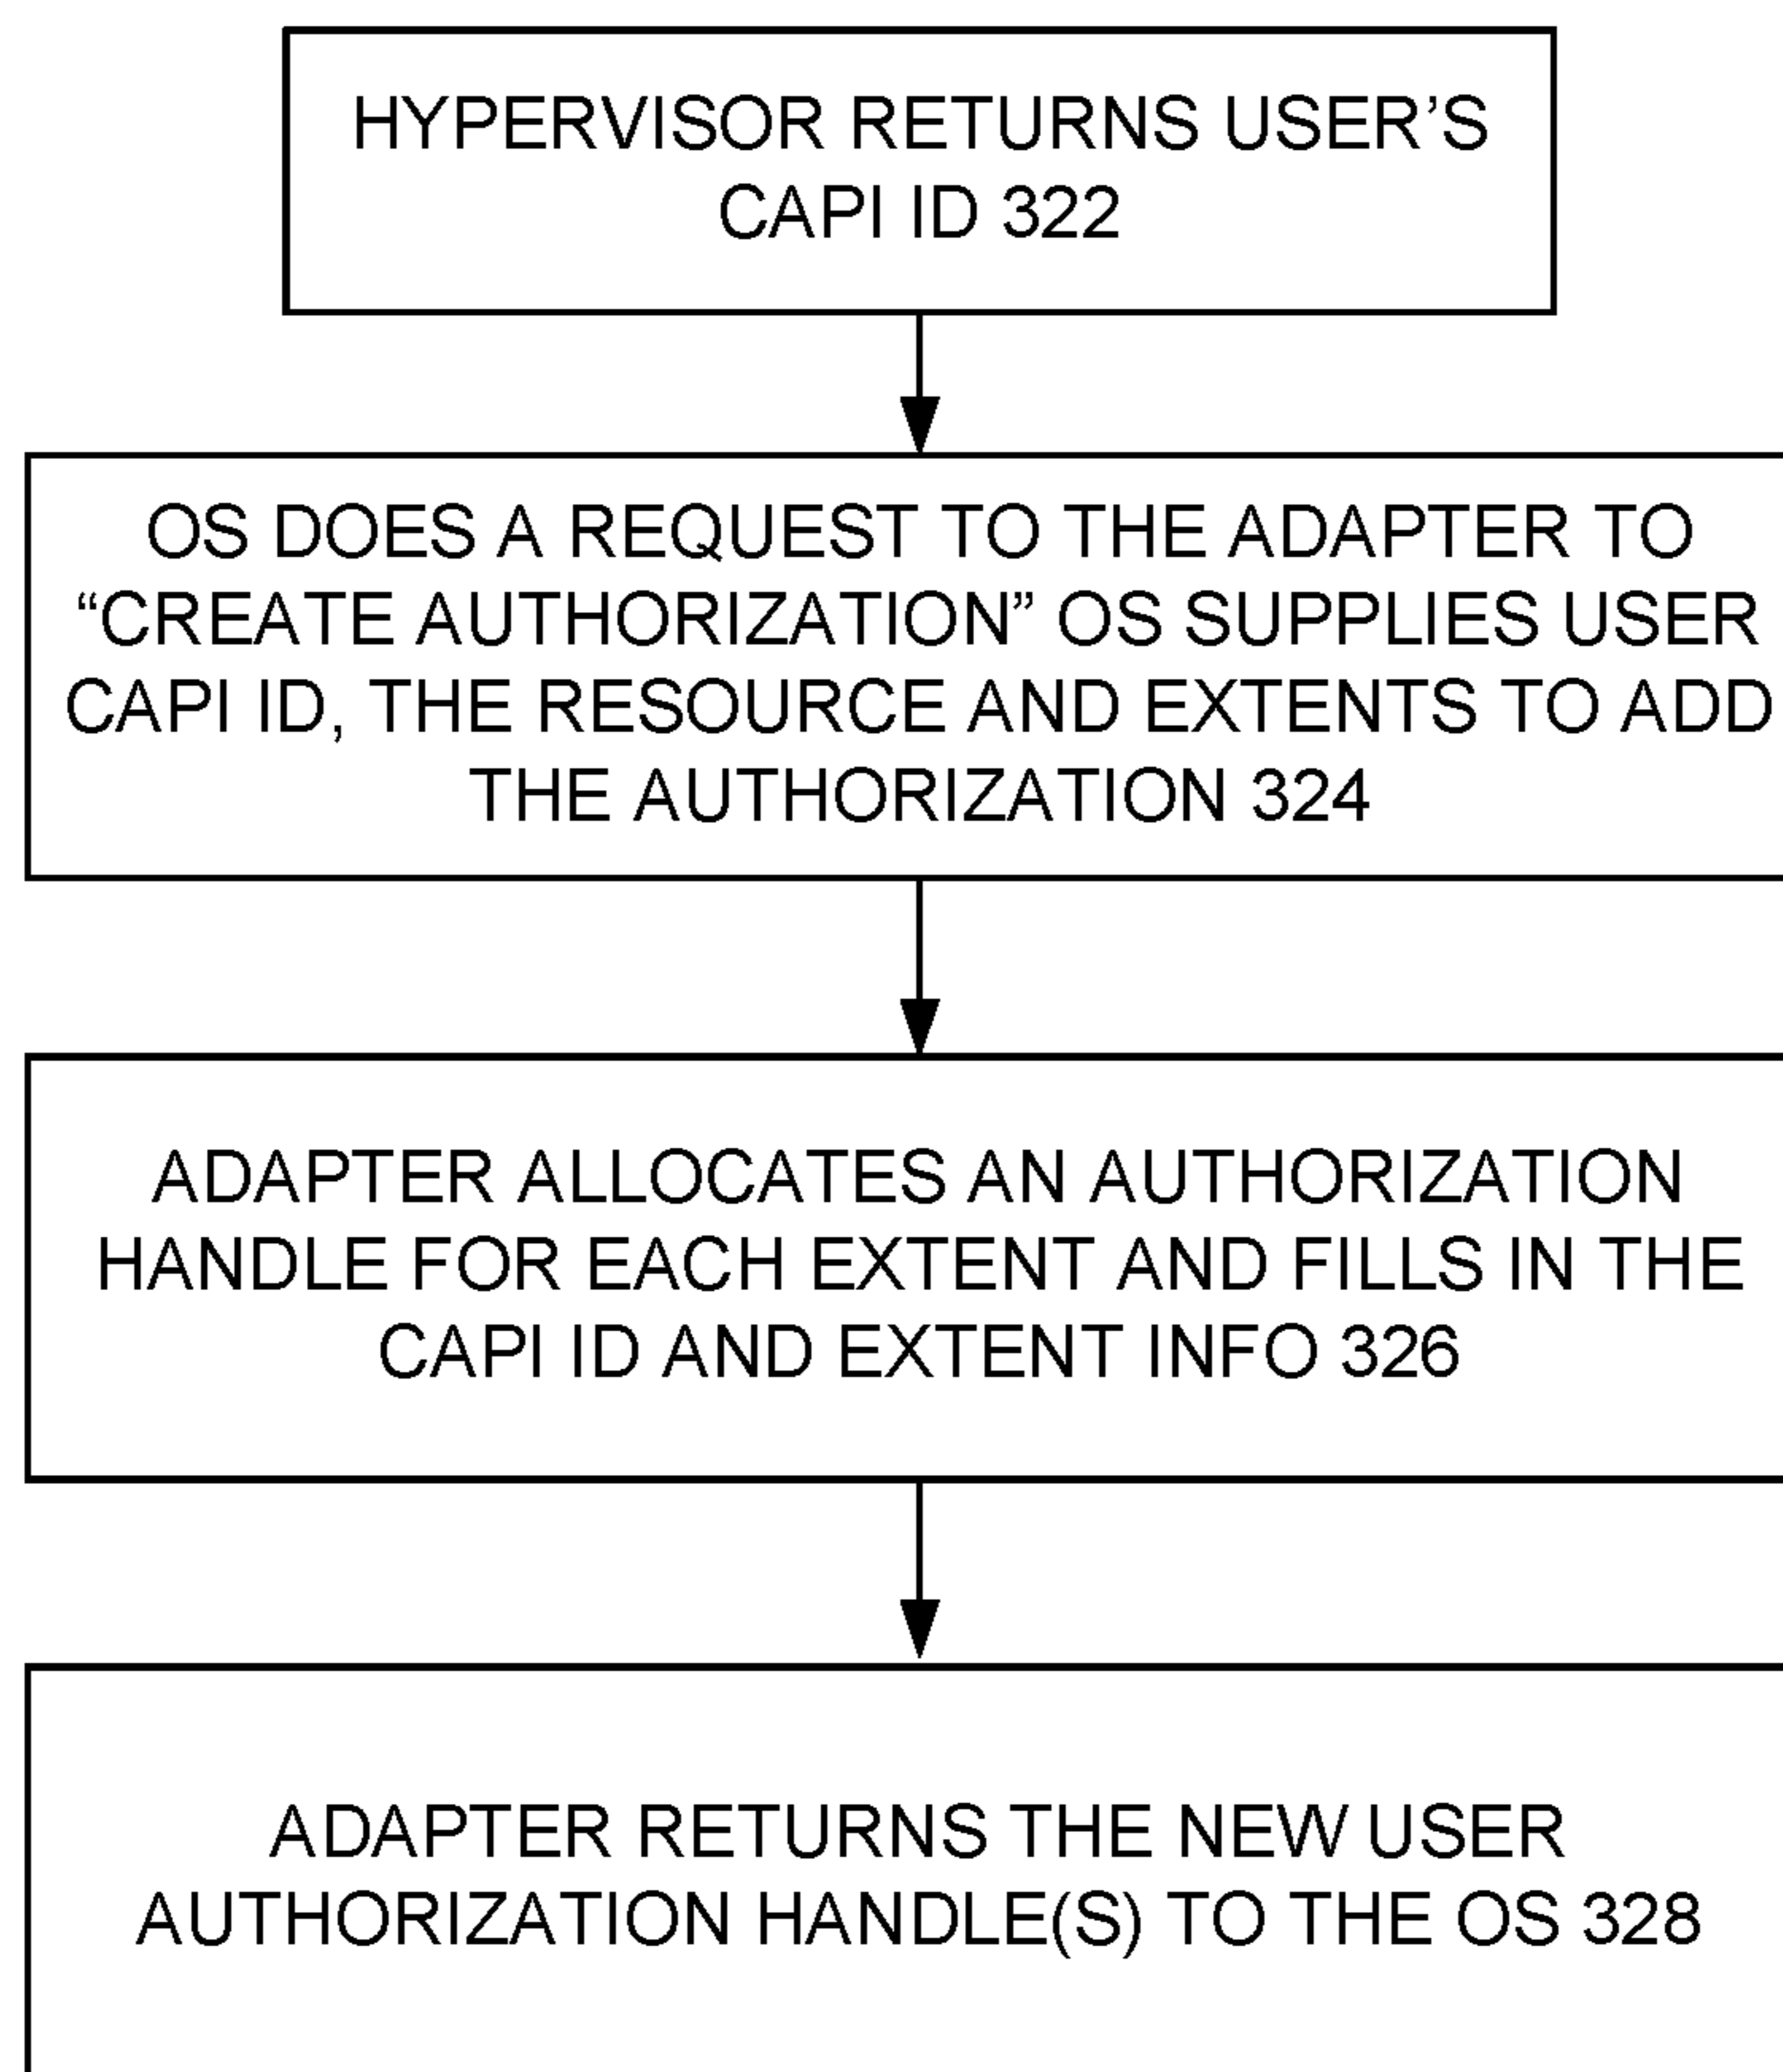 HYPERVISOR RETURNS USER’S
CAPI ID 322
OS DOES A REQUEST TO THE ADAPTER TO
“CREATE AUTHORIZATION” OS SUPPLIES USER
CAPI ID, THE RESOURCE AND EXTENTS TO ADD
THE AUTHORIZATION 324
ADAPTER ALLOCATES AN AUTHORIZATION
HANDLE FOR EACH EXTENT AND FILLS IN THE
CAPI ID AND EXTENT INFO 326
ADAPTER RETURNS THE NEW USER
AUTHORIZATION HANDLE(S) TO THE OS 328